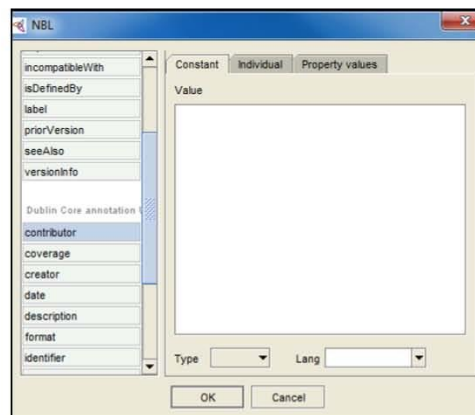 NBL
incompatibleWith
isDefinedBy
label
priorVersion
seeAlso
versionInfo
Dublin Core annotation
contributor
coverage
creator
date
description
format
identifier
Constant Individual Property values
Value
Type Lang
OK Cancel